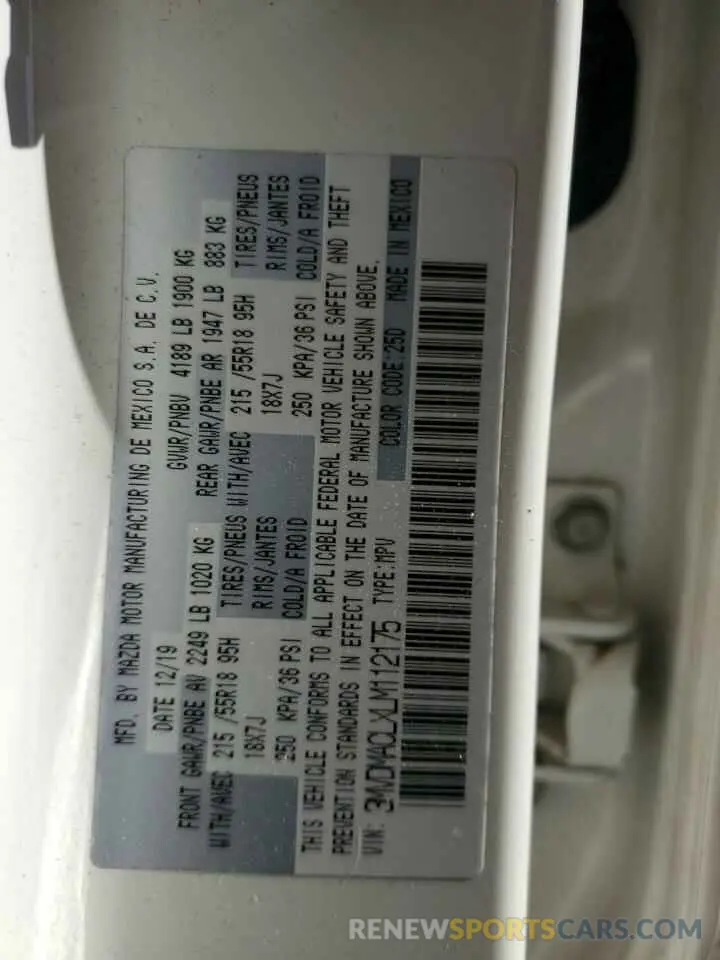 MFD. BY MAZDA MOTOR MANUFACTURING DE MEXICO S.A. DE C.V.
DATE 12/19 GVWR/PNBV 4189 LB 1900 KG
FRONT GAWR/PNBE AV 2249 LB 1020 KG REAR GAWR/PNBE AR 1947 LB 883 KG
WITH/AVEC 215 /55R18 95H TIRES/PNEUS WITH/AVEC 215 /55R18 95H TIRES/PNEUS
18X7J RIMS/JANTES 18X7J RIMS/JANTES
250 KPA/36 PSI COLD/A FROID 250 KPA/36 PSI COLD/A FROID
THIS VEHICLE CONFORMS TO ALL APPLICABLE FEDERAL MOTOR VEHICLE SAFETY AND THEFT
PREVENTION STANDARDS IN EFFECT ON THE DATE OF MANUFACTURE SHOWN ABOVE.
VIN: 3MVDMACLXLM112175 TYPE:MPV COLOR CODE:25D MADE IN MEXICO
RENEWSPORTSCARS.COM